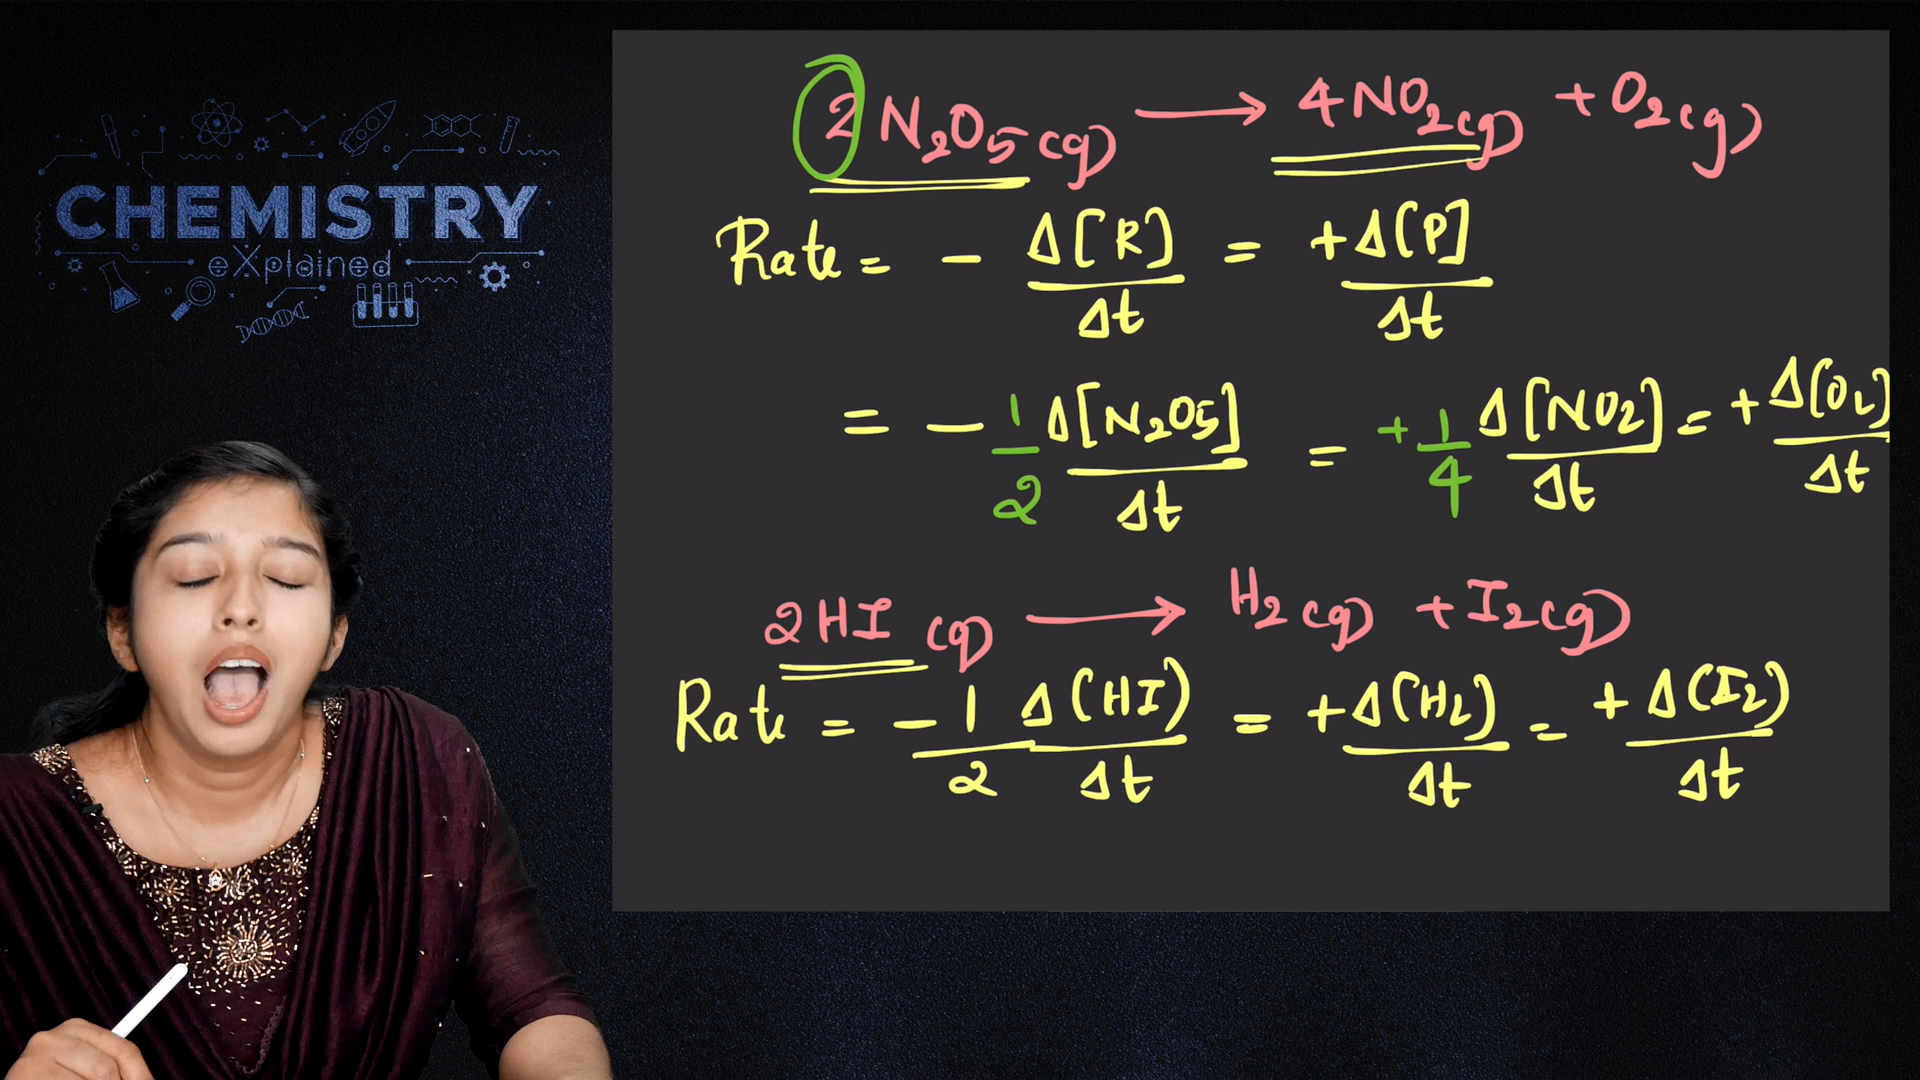 CHEMISTRY
eXplained
2N₂O₅(g) → 4NO₂(g) + O₂(g)
Rate = - Δ[R]/Δt = +Δ[P]/Δt
= - 1/2 Δ[N₂O₅]/Δt = +1/4 Δ[NO₂]/Δt = +Δ[O₂]/Δt
2HI(g) → H₂(g) + I₂(g)
Rate = -1/2 Δ(HI)/Δt = +Δ(H₂)/Δt = +Δ(I₂)/Δt